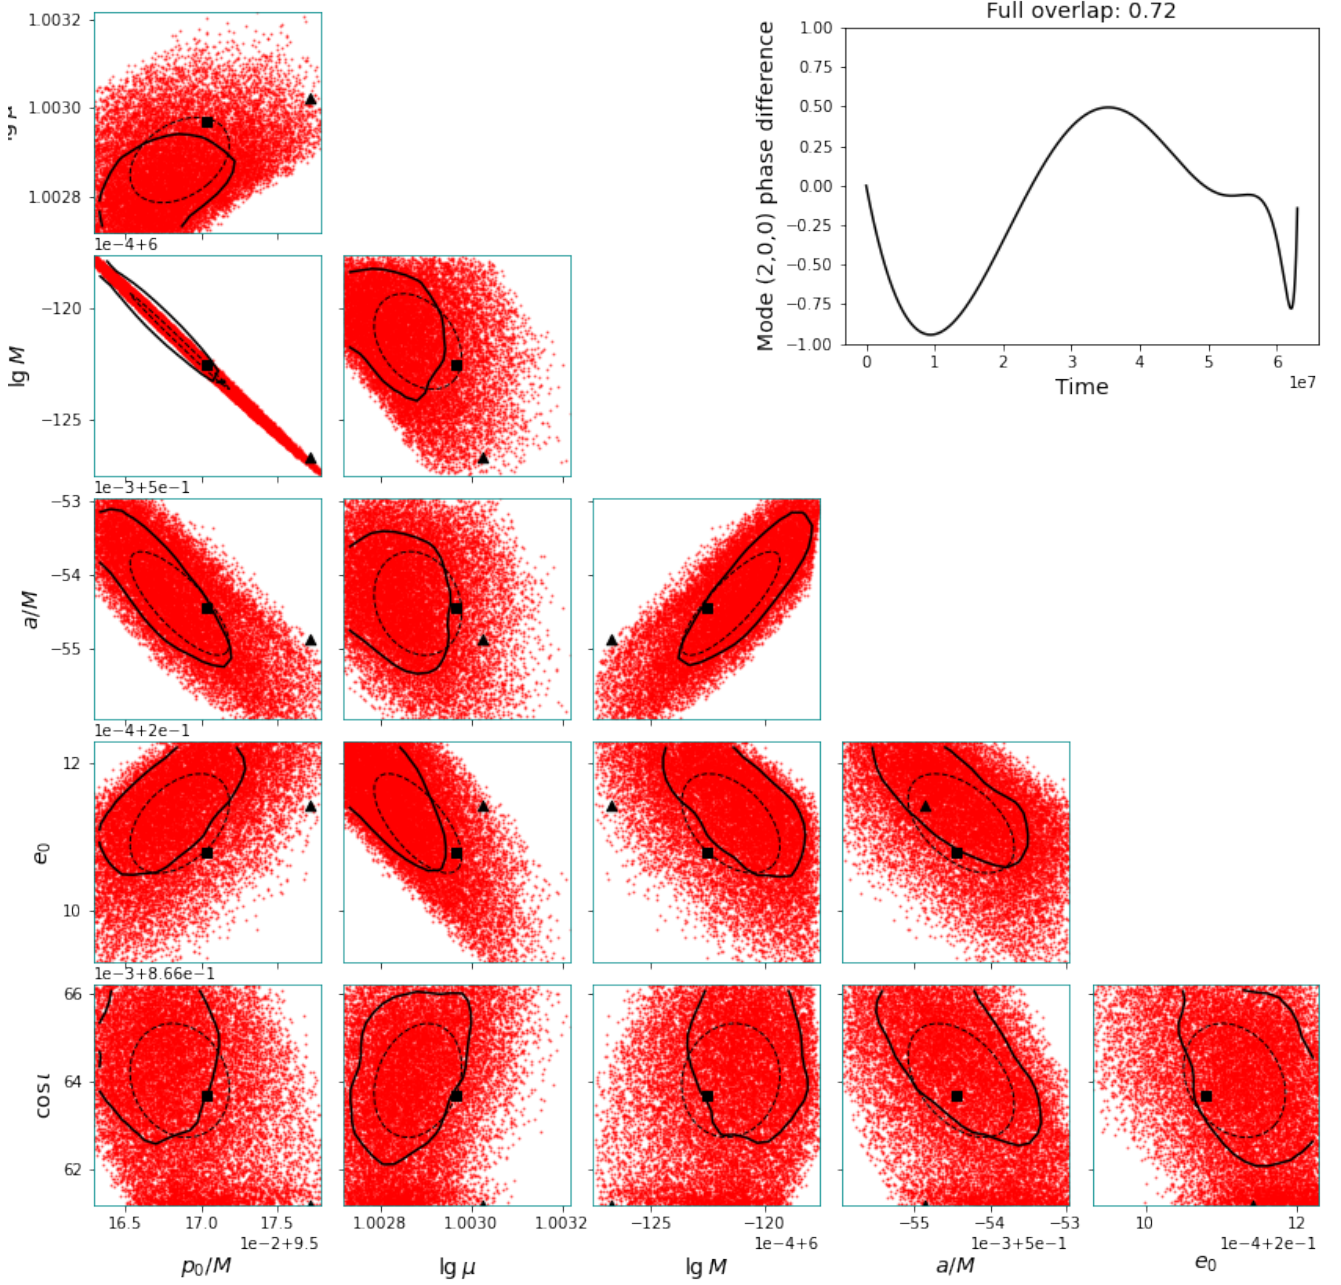 Full overlap: 0.72
1.0032
1.0030
1.0028
lg μ
1.00
0.75
0.50
0.25
0.00
−0.25
−0.50
−0.75
−1.00
Mode (2,0,0) phase difference
0 1 2 3 4 5 6
1e7
Time
1e−4+6
−120
−125
lg M
1e−3+5e−1
−53
−54
−55
a/M
1e−4+2e−1
12
10
e₀
1e−3+8.66e−1
66
64
62
cos ι
16.5 17.0 17.5
1e−2+9.5
p₀/M
1.0028 1.0030 1.0032
lg μ
−125 −120
1e−4+6
lg M
−55 −54 −53
1e−3+5e−1
a/M
10 12
1e−4+2e−1
e₀